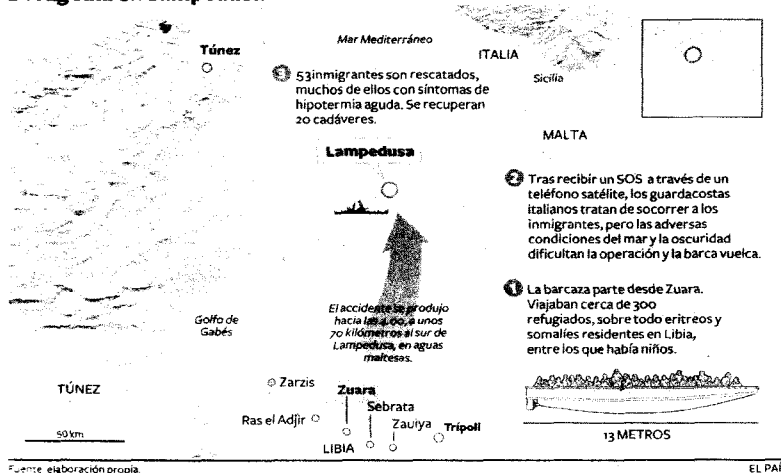 Túnez
Mar Mediterráneo
ITALIA
Sicilia
3 53inmigrantes son rescatados,
muchos de ellos con síntomas de
hipotermia aguda. Se recuperan
20 cadáveres.
MALTA
Lampedusa
2 Tras recibir un SOS a través de un
teléfono satélite, los guardacostas
italianos tratan de socorrer a los
inmigrantes, pero las adversas
condiciones del mar y la oscuridad
dificultan la operación y la barca vuelca.
1 La barcaza parte desde Zuara.
Viajaban cerca de 300
refugiados, sobre todo eritreos y
somalíes residentes en Libia,
entre los que había niños.
Golfo de
Gabés
El accidente se produjo
hacia las 4.00, a unos
70 kilómetros al sur de
Lampedusa, en aguas
maltesas.
TÚNEZ
Zarzis
Zuara
Sebrata
Ras el Adjir
Zauiya
Trípoli
LIBIA
50 km
13 METROS
Fuente: elaboración propia.
EL PAÍ